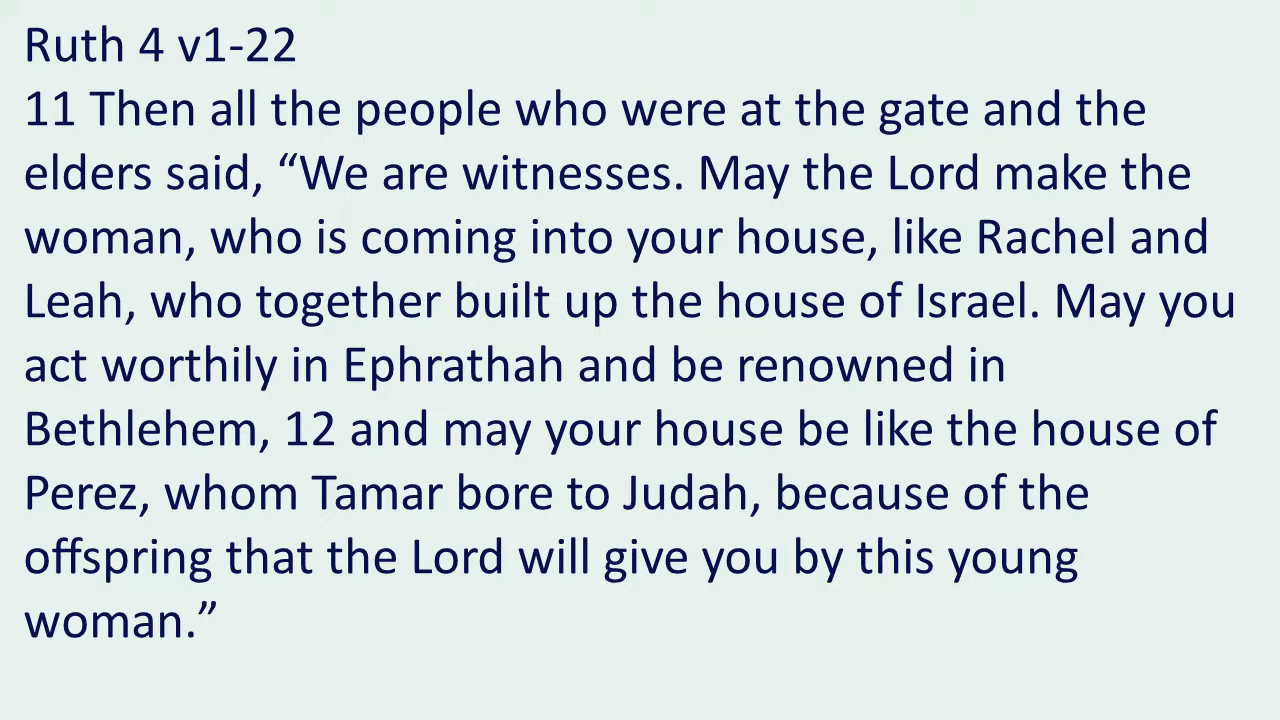 Ruth 4 v1-22
11 Then all the people who were at the gate and the
elders said, “We are witnesses. May the Lord make the
woman, who is coming into your house, like Rachel and
Leah, who together built up the house of Israel. May you
act worthily in Ephrathah and be renowned in
Bethlehem, 12 and may your house be like the house of
Perez, whom Tamar bore to Judah, because of the
offspring that the Lord will give you by this young
woman.”